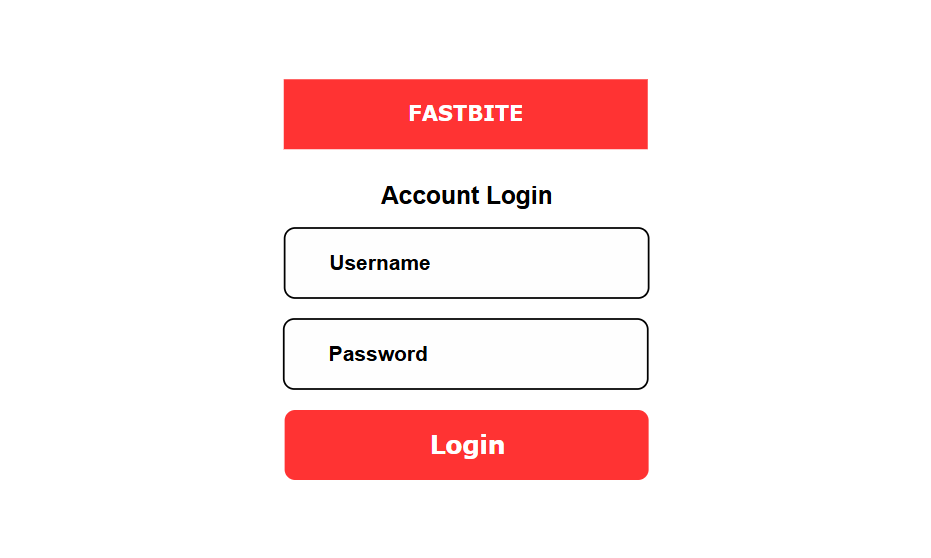 FASTBITE
Account Login
Username
Password
Login